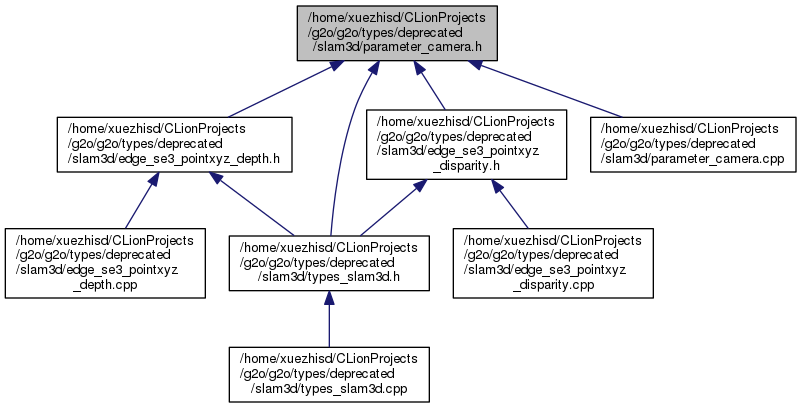 /home/xuezhisd/CLionProjects
/g2o/g2o/types/deprecated
/slam3d/parameter_camera.h
/home/xuezhisd/CLionProjects
/g2o/g2o/types/deprecated
/slam3d/edge_se3_pointxyz_depth.h
/home/xuezhisd/CLionProjects
/g2o/g2o/types/deprecated
/slam3d/edge_se3_pointxyz
_disparity.h
/home/xuezhisd/CLionProjects
/g2o/g2o/types/deprecated
/slam3d/parameter_camera.cpp
/home/xuezhisd/CLionProjects
/g2o/g2o/types/deprecated
/slam3d/edge_se3_pointxyz
_depth.cpp
/home/xuezhisd/CLionProjects
/g2o/g2o/types/deprecated
/slam3d/types_slam3d.h
/home/xuezhisd/CLionProjects
/g2o/g2o/types/deprecated
/slam3d/edge_se3_pointxyz
_disparity.cpp
/home/xuezhisd/CLionProjects
/g2o/g2o/types/deprecated
/slam3d/types_slam3d.cpp